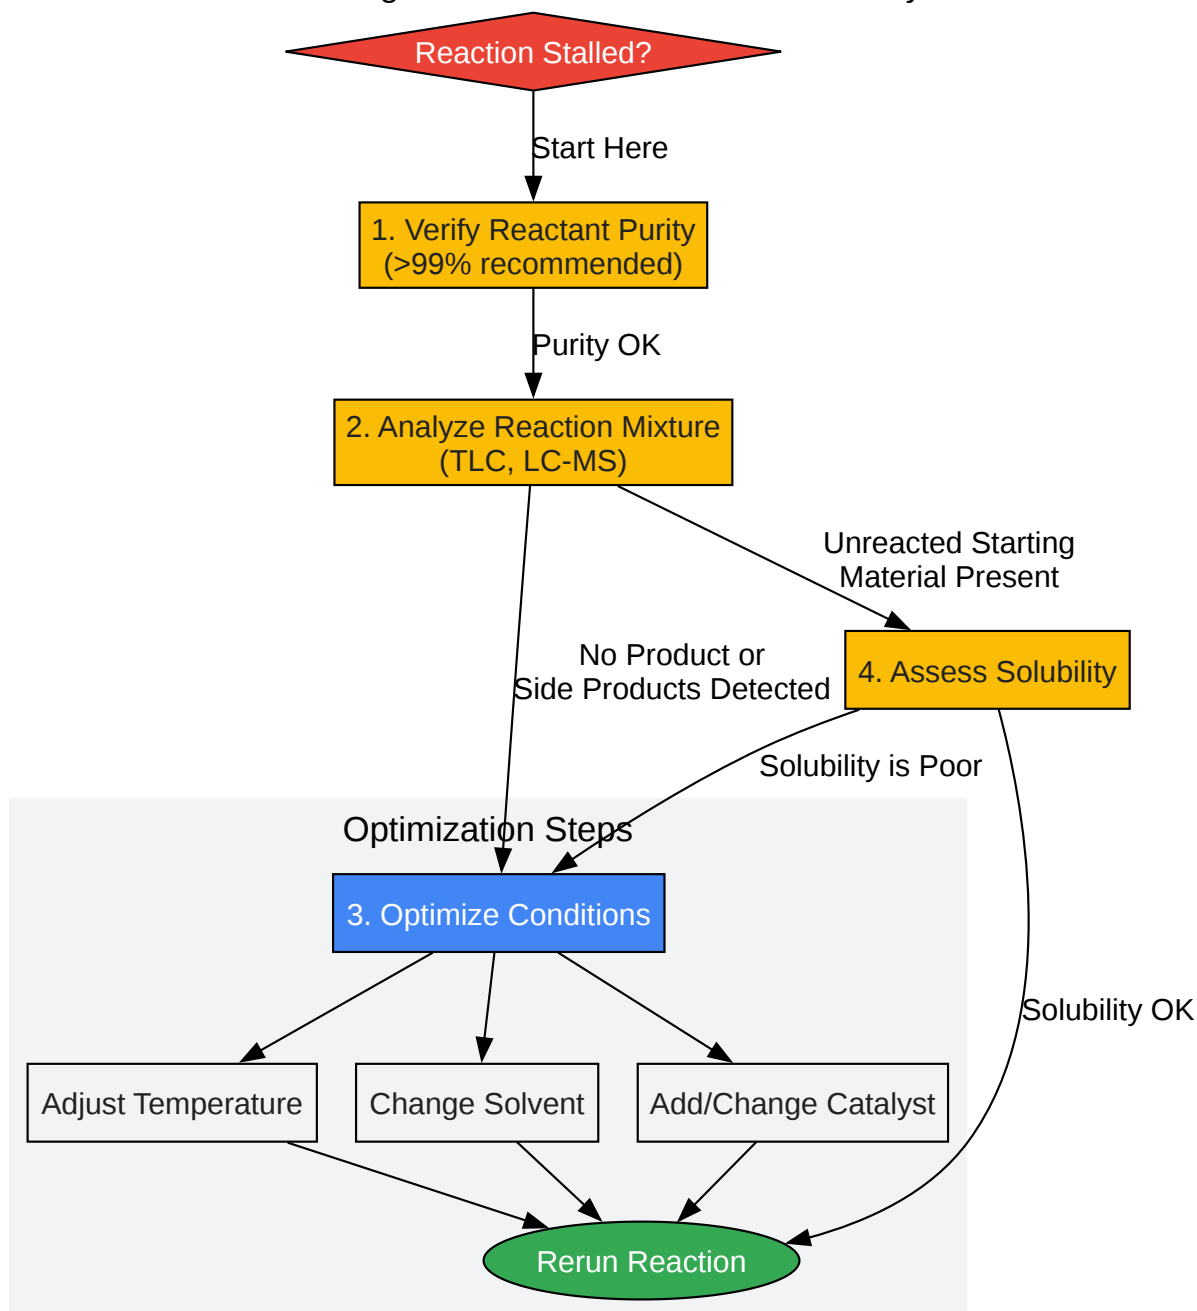 Reaction Stalled?
Start Here
1. Verify Reactant Purity
(>99% recommended)
Purity OK
2. Analyze Reaction Mixture
(TLC, LC-MS)
Unreacted Starting
Material Present
No Product or
Side Products Detected
4. Assess Solubility
Solubility is Poor
Optimization Steps
3. Optimize Conditions
Solubility OK
Adjust Temperature
Change Solvent
Add/Change Catalyst
Rerun Reaction